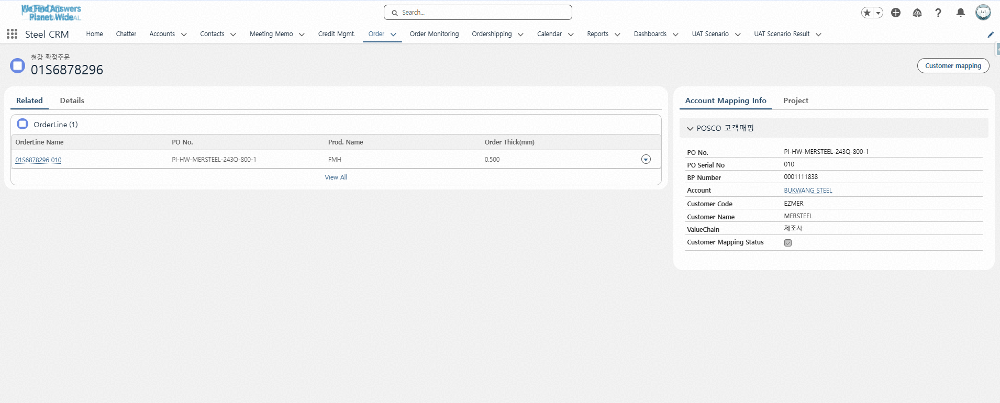 We Find Answers
Planet Wide
Search...
Steel CRM
Home
Chatter
Accounts
Contacts
Meeting Memo
Credit Mgmt.
Order
Order Monitoring
Ordershipping
Calendar
Reports
Dashboards
UAT Scenario
UAT Scenario Result
철강 확정주문
01S6878296
Customer mapping
Related
Details
OrderLine (1)
OrderLine Name
PO No.
Prod. Name
Order Thick(mm)
01S6878296 010
PI-HW-MERSTEEL-243Q-800-1
FMH
0.500
View All
Account Mapping Info
Project
POSCO 고객매핑
PO No. PI-HW-MERSTEEL-243Q-800-1
PO Serial No 010
BP Number 0001111838
Account BUKWANG STEEL
Customer Code EZMER
Customer Name MERSTEEL
ValueChain 제조사
Customer Mapping Status